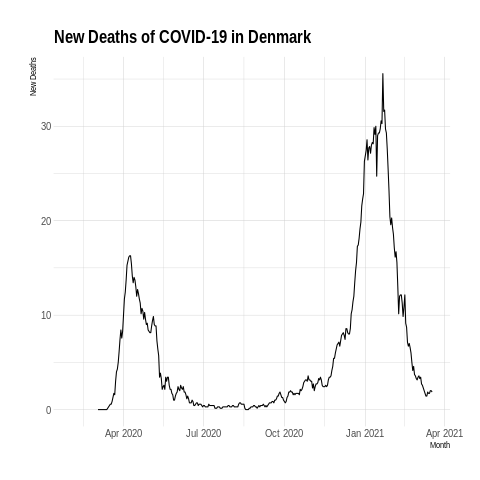 New Deaths of COVID-19 in Denmark
New Deaths
30
20
10
0
Apr 2020 Jul 2020 Oct 2020 Jan 2021 Apr 2021
Month